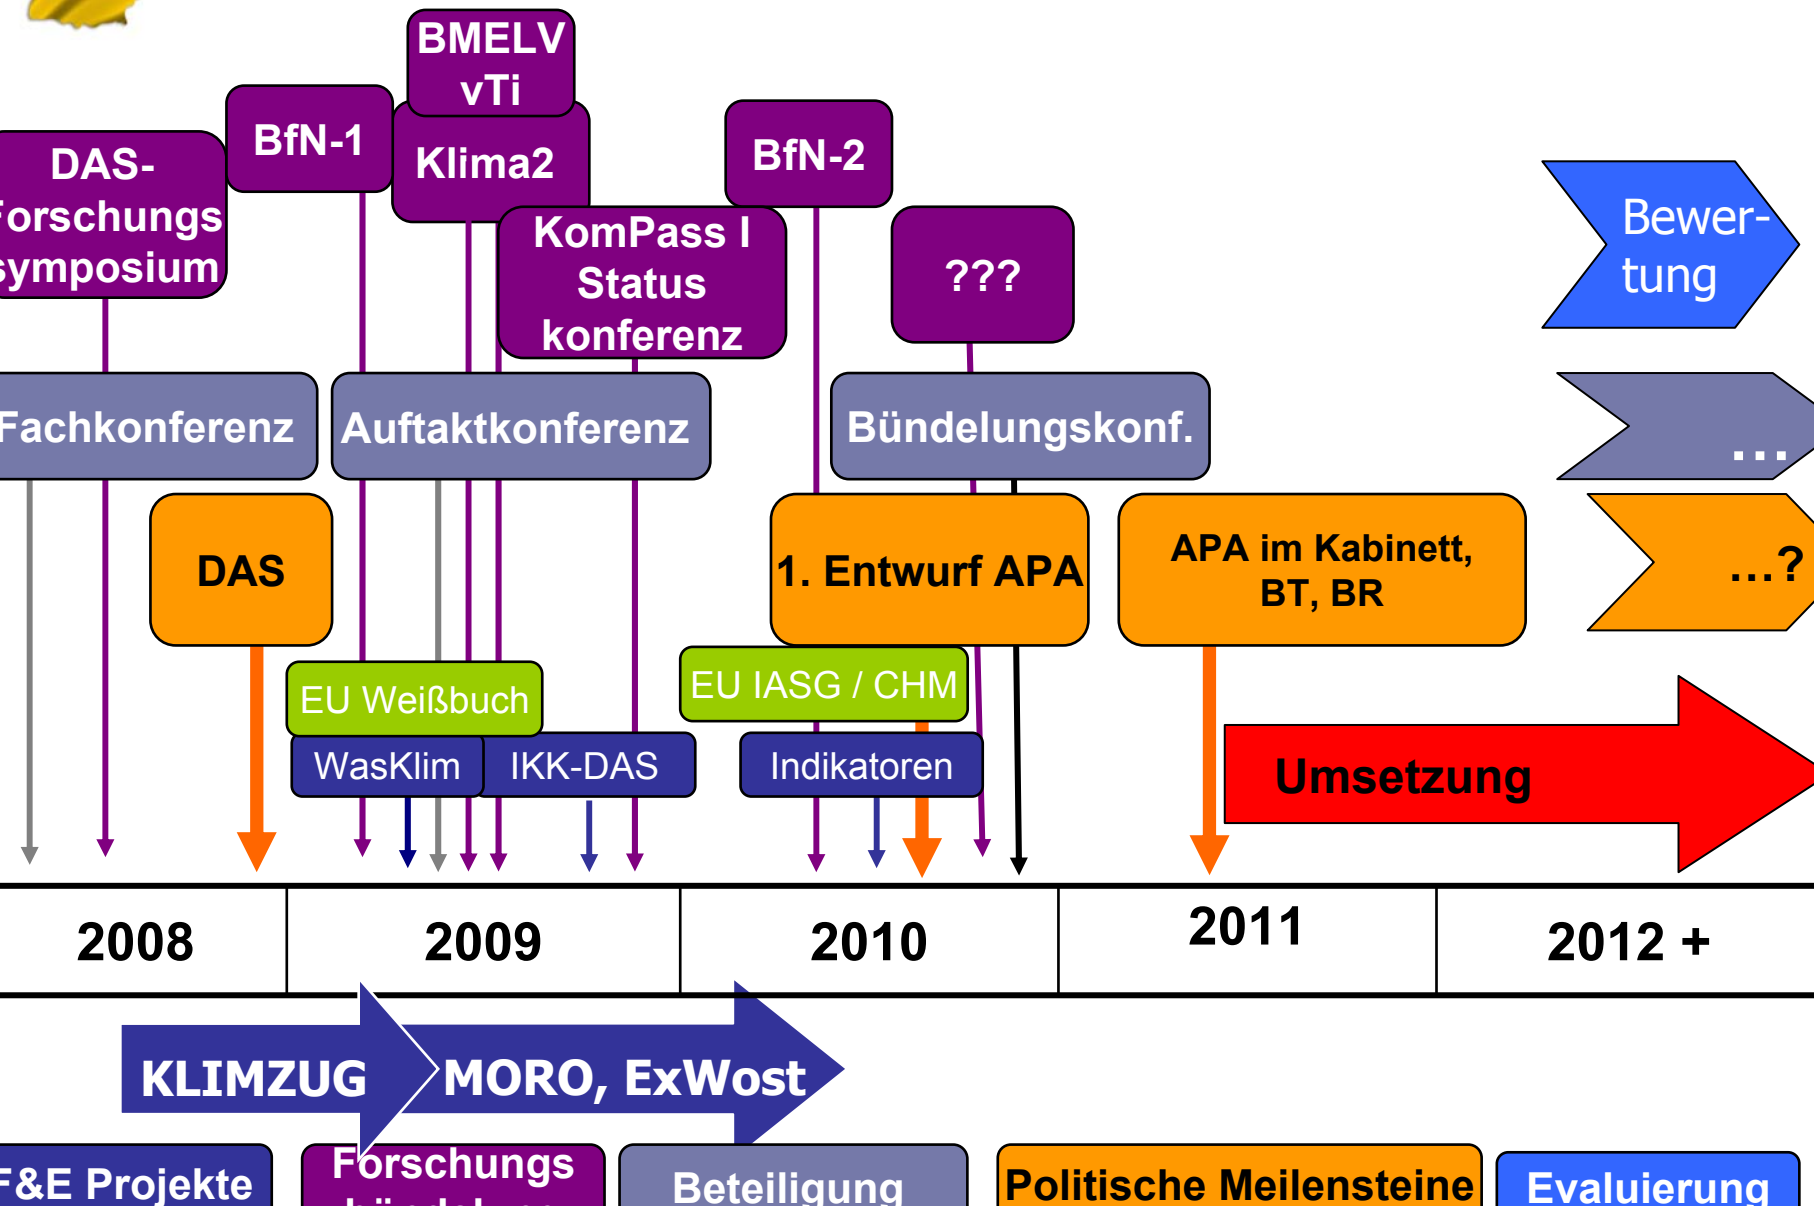 BMELV
vTi
BfN-1
Klima2
BfN-2
DAS-
Forschungs
symposium
KomPass I
Status
konferenz
???
Bewer-
tung
Fachkonferenz
Auftaktkonferenz
Bündelungskonf.
...
DAS
1. Entwurf APA
APA im Kabinett,
BT, BR
...?
EU Weißbuch
EU IASG / CHM
WasKlim
IKK-DAS
Indikatoren
Umsetzung
2008
2009
2010
2011
2012 +
KLIMZUG
MORO, ExWost
F&E Projekte
Forschungs
Beteiligung
Politische Meilensteine
Evaluierung